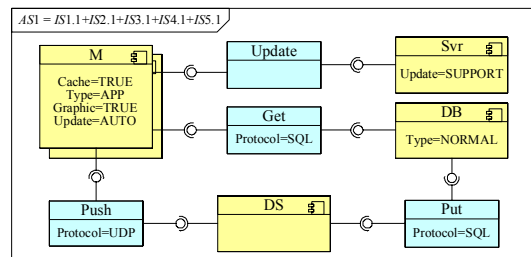 AS1 = IS1.1+IS2.1+IS3.1+IS4.1+IS5.1
M
Cache=TRUE
Type=APP
Graphic=TRUE
Update=AUTO
Update
Svr
Update=SUPPORT
Get
Protocol=SQL
DB
Type=NORMAL
Push
Protocol=UDP
DS
Put
Protocol=SQL